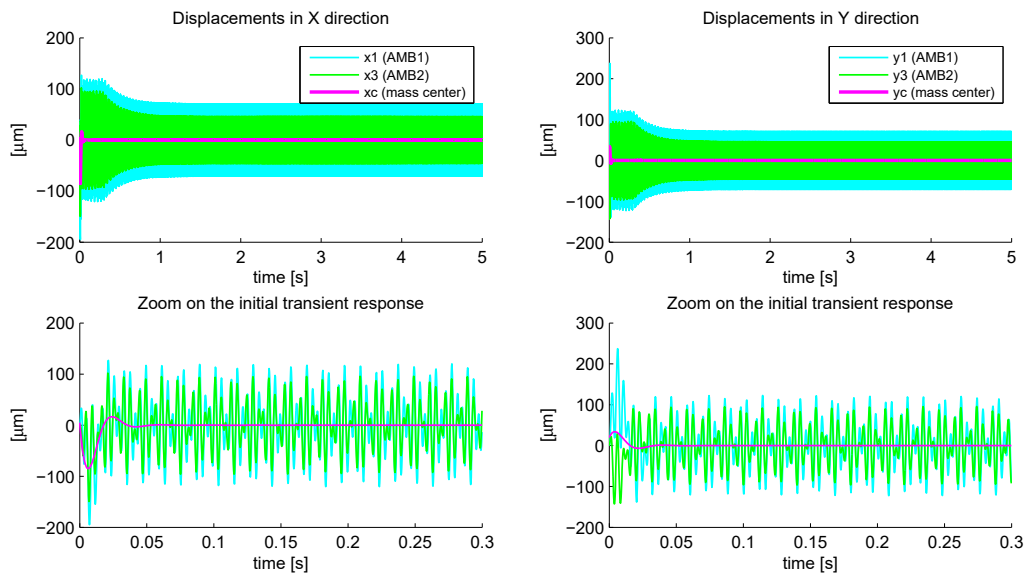 Displacements in X direction
200
100
0
−100
−200
[µm]
x1 (AMB1)
x3 (AMB2)
xc (mass center)
0 1 2 3 4 5
time [s]
Displacements in Y direction
300
200
100
0
−100
−200
[µm]
y1 (AMB1)
y3 (AMB2)
yc (mass center)
0 1 2 3 4 5
time [s]
Zoom on the initial transient response
200
100
0
−100
−200
[µm]
0 0.05 0.1 0.15 0.2 0.25 0.3
time [s]
Zoom on the initial transient response
300
200
100
0
−100
−200
[µm]
0 0.05 0.1 0.15 0.2 0.25 0.3
time [s]